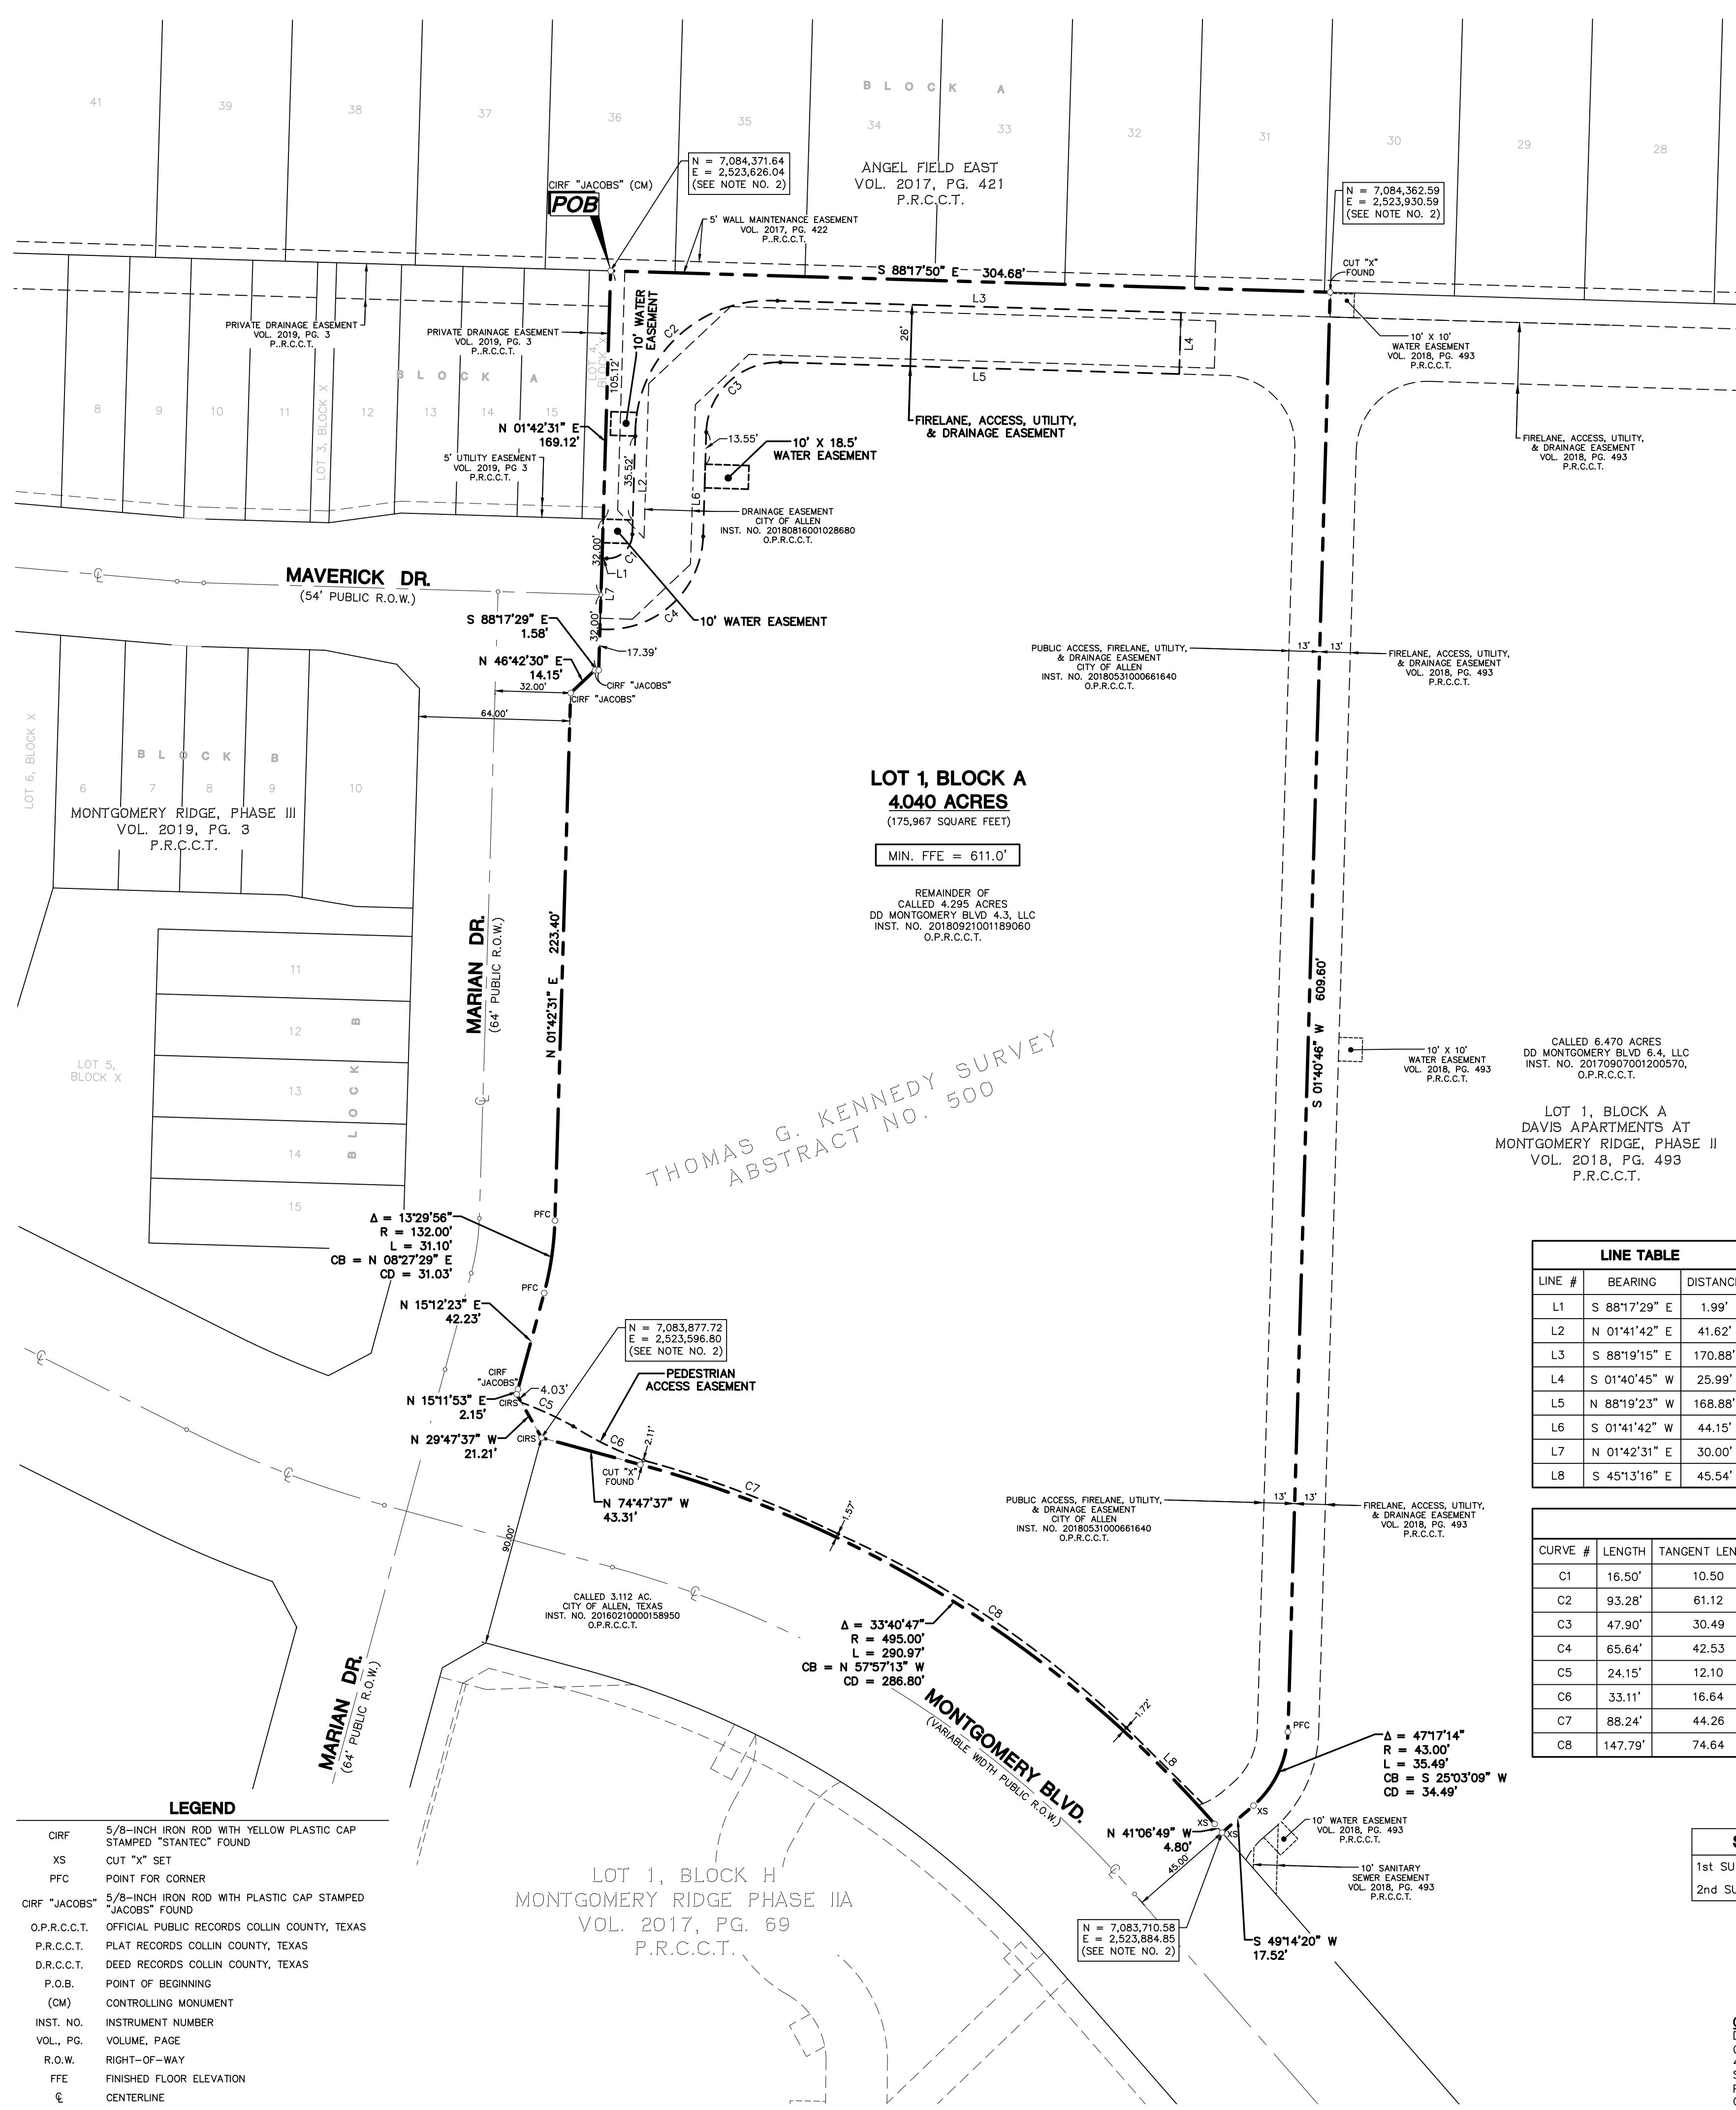 41
39
38
37
36
35
34
33
32
31
30
29
28
BLOCK A
ANGEL FIELD EAST
VOL. 2017, PG. 421
P.R.C.C.T.
N = 7,084,371.64
E = 2,523,626.04
(SEE NOTE NO. 2)
CIRF "JACOBS" (CM)
POB
5' WALL MAINTENANCE EASEMENT
VOL. 2017, PG. 422
P..R.C.C.T.
N = 7,084,362.59
E = 2,523,930.59
(SEE NOTE NO. 2)
CUT "X"
FOUND
S 88°17'50" E 304.68'
L3
26'
L4
L5
C2
C3
10' WATER
EASEMENT
105.12'
PRIVATE DRAINAGE EASEMENT
VOL. 2019, PG. 3
P..R.C.C.T.
PRIVATE DRAINAGE EASEMENT
VOL. 2019, PG. 3
P..R.C.C.T.
LOT 4,
BLOCK X
10' X 10'
WATER EASEMENT
VOL. 2018, PG. 493
P.R.C.C.T.
BLOCK A
8
9
10
11
12
13
14
15
LOT 3, BLOCK X
N 01°42'31" E
169.12'
5' UTILITY EASEMENT
VOL. 2019, PG 3
P.R.C.C.T.
35.52'
L2
L6
13.55'
10' X 18.5'
WATER EASEMENT
FIRELANE, ACCESS, UTILITY,
& DRAINAGE EASEMENT
FIRELANE, ACCESS, UTILITY,
& DRAINAGE EASEMENT
VOL. 2018, PG. 493
P.R.C.C.T.
DRAINAGE EASEMENT
CITY OF ALLEN
INST. NO. 20180816001028680
O.P.R.C.C.T.
32.00'
C1
L1
L7
C4
32.00'
10' WATER EASEMENT
MAVERICK DR.
(54' PUBLIC R.O.W.)
S 88°17'29" E
1.58'
17.39'
N 46°42'30" E
14.15'
CIRF "JACOBS"
CIRF "JACOBS"
32.00'
64.00'
PUBLIC ACCESS, FIRELANE, UTILITY,
& DRAINAGE EASEMENT
CITY OF ALLEN
INST. NO. 20180531000661640
O.P.R.C.C.T.
13'
13'
FIRELANE, ACCESS, UTILITY,
& DRAINAGE EASEMENT
VOL. 2018, PG. 493
P.R.C.C.T.
LOT 6, BLOCK X
BLOCK B
6
7
8
9
10
MONTGOMERY RIDGE, PHASE III
VOL. 2019, PG. 3
P.R.C.C.T.
LOT 1, BLOCK A
4.040 ACRES
(175,967 SQUARE FEET)
MIN. FFE = 611.0'
REMAINDER OF
CALLED 4.295 ACRES
DD MONTGOMERY BLVD 4.3, LLC
INST. NO. 20180921001189060
O.P.R.C.C.T.
MARIAN DR.
(64' PUBLIC R.O.W.)
N 01°42'31" E 223.40'
S 01°40'46" W 609.60'
11
12
13
14
15
BLOCK B
LOT 5,
BLOCK X
THOMAS G. KENNEDY SURVEY
ABSTRACT NO. 500
10' X 10'
WATER EASEMENT
VOL. 2018, PG. 493
P.R.C.C.T.
CALLED 6.470 ACRES
DD MONTGOMERY BLVD 6.4, LLC
INST. NO. 20170907001200570,
O.P.R.C.C.T.
LOT 1, BLOCK A
DAVIS APARTMENTS AT
MONTGOMERY RIDGE, PHASE II
VOL. 2018, PG. 493
P.R.C.C.T.
PFC
Δ = 13°29'56"
R = 132.00'
L = 31.10'
CB = N 08°27'29" E
CD = 31.03'
PFC
N 15°12'23" E
42.23'
N = 7,083,877.72
E = 2,523,596.80
(SEE NOTE NO. 2)
CIRF
"JACOBS"
4.03'
PEDESTRIAN
ACCESS EASEMENT
N 15°11'53" E
2.15'
CIRS
C5
N 29°47'37" W
21.21'
CIRS
C6
2.11'
CUT "X"
FOUND
N 74°47'37" W
43.31'
C7
1.57'
90.00'
LINE TABLE
LINE # BEARING DISTANC
L1 S 88°17'29" E 1.99'
L2 N 01°41'42" E 41.62'
L3 S 88°19'15" E 170.88'
L4 S 01°40'45" W 25.99'
L5 N 88°19'23" W 168.88'
L6 S 01°41'42" W 44.15'
L7 N 01°42'31" E 30.00'
L8 S 45°13'16" E 45.54'
CURVE # LENGTH TANGENT LEN
C1 16.50' 10.50
C2 93.28' 61.12
C3 47.90' 30.49
C4 65.64' 42.53
C5 24.15' 12.10
C6 33.11' 16.64
C7 88.24' 44.26
C8 147.79' 74.64
PUBLIC ACCESS, FIRELANE, UTILITY,
& DRAINAGE EASEMENT
CITY OF ALLEN
INST. NO. 20180531000661640
O.P.R.C.C.T.
13'
13'
FIRELANE, ACCESS, UTILITY,
& DRAINAGE EASEMENT
VOL. 2018, PG. 493
P.R.C.C.T.
CALLED 3.112 AC.
CITY OF ALLEN, TEXAS
INST. NO. 20160210000158950
O.P.R.C.C.T.
C8
Δ = 33°40'47"
R = 495.00'
L = 290.97'
CB = N 57°57'13" W
CD = 286.80'
MARIAN DR.
(64' PUBLIC R.O.W.)
MONTGOMERY BLVD.
(VARIABLE WIDTH PUBLIC R.O.W.)
1.72'
L8
PFC
Δ = 47°17'14"
R = 43.00'
L = 35.49'
CB = S 25°03'09" W
CD = 34.49'
XS
XS
XS
N 41°06'49" W
4.80'
45.00'
10' WATER EASEMENT
VOL. 2018, PG. 493
P.R.C.C.T.
10' SANITARY
SEWER EASEMENT
VOL. 2018, PG. 493
P.R.C.C.T.
N = 7,083,710.58
E = 2,523,884.85
(SEE NOTE NO. 2)
S 49°14'20" W
17.52'
1st SU
2nd SU
LOT 1, BLOCK H
MONTGOMERY RIDGE PHASE IIA
VOL. 2017, PG. 69
P.R.C.C.T.
LEGEND
CIRF 5/8-INCH IRON ROD WITH YELLOW PLASTIC CAP
STAMPED "STANTEC" FOUND
XS CUT "X" SET
PFC POINT FOR CORNER
CIRF "JACOBS" 5/8-INCH IRON ROD WITH PLASTIC CAP STAMPED
"JACOBS" FOUND
O.P.R.C.C.T. OFFICIAL PUBLIC RECORDS COLLIN COUNTY, TEXAS
P.R.C.C.T. PLAT RECORDS COLLIN COUNTY, TEXAS
D.R.C.C.T. DEED RECORDS COLLIN COUNTY, TEXAS
P.O.B. POINT OF BEGINNING
(CM) CONTROLLING MONUMENT
INST. NO. INSTRUMENT NUMBER
VOL., PG. VOLUME, PAGE
R.O.W. RIGHT-OF-WAY
FFE FINISHED FLOOR ELEVATION
℄ CENTERLINE